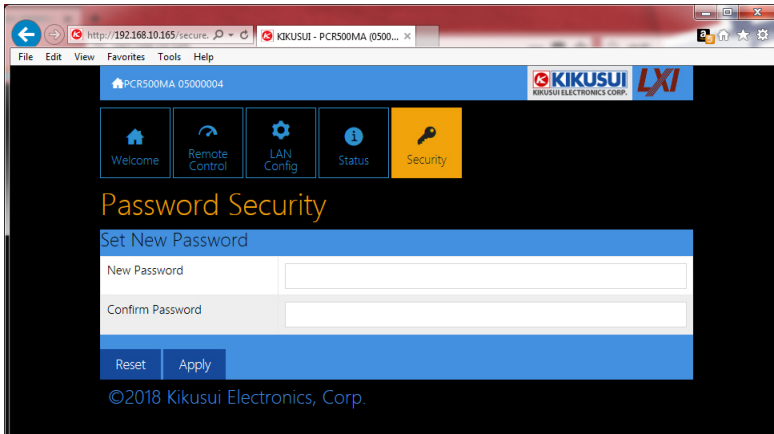 http://192.168.10.165/secure.
KIKUSUI - PCR500MA (0500...
File Edit View Favorites Tools Help
PCR500MA 05000004
KIKUSUI
KIKUSUI ELECTRONICS CORP.
LXI
Welcome
Remote Control
LAN Config
Status
Security
Password Security
Set New Password
New Password
Confirm Password
Reset
Apply
©2018 Kikusui Electronics, Corp.